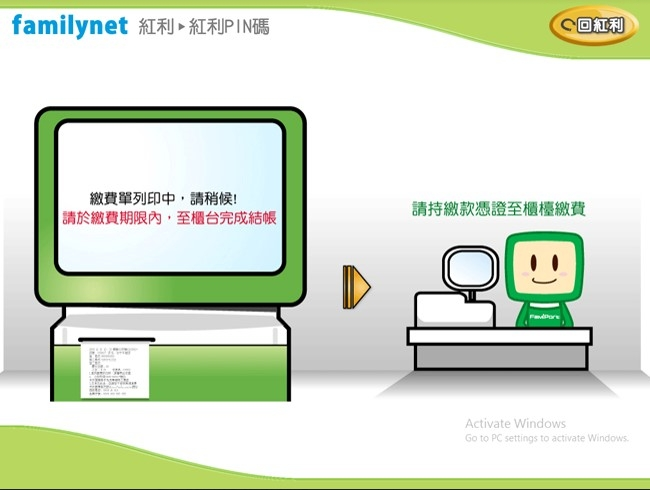 familynet 紅利▶紅利PIN碼
回紅利
繳費單列印中，請稍候!
請於繳費期限內，至櫃台完成結帳
請持繳款憑證至櫃檯繳費
FamiPort
Activate Windows
Go to PC settings to activate Windows.